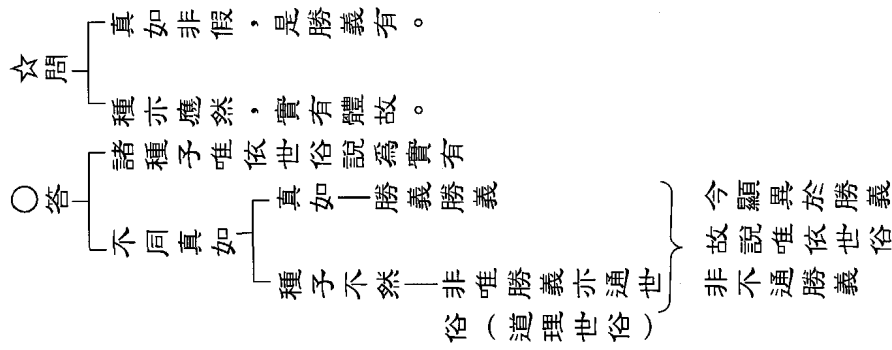 ☆問
真如非假，是勝義有。
種亦應然，實有體故。
○答
諸種子唯依世俗說為實有
不同真如
真如—勝義勝義
種子不然—非唯勝義亦通世
俗（道理世俗）
今顯異於勝義
故說唯依世俗
非不通勝義